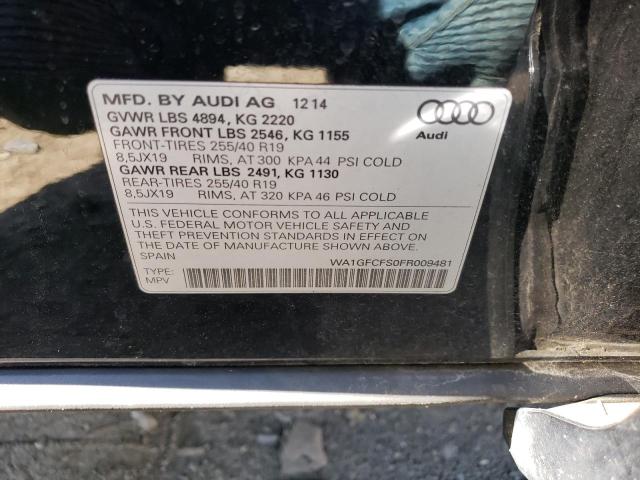 MFD. BY AUDI AG 12 14
GVWR LBS 4894, KG 2220
GAWR FRONT LBS 2546, KG 1155
FRONT-TIRES 255/40 R19
8,5JX19 RIMS, AT 300 KPA 44 PSI COLD
GAWR REAR LBS 2491, KG 1130
REAR-TIRES 255/40 R19
8,5JX19 RIMS, AT 320 KPA 46 PSI COLD
Audi
THIS VEHICLE CONFORMS TO ALL APPLICABLE
U.S. FEDERAL MOTOR VEHICLE SAFETY, BUMPER, AND
THEFT PREVENTION STANDARDS IN EFFECT ON THE
DATE OF MANUFACTURE SHOWN ABOVE.
SPAIN
WA1GFCFS0FR009481
TYPE:
MPV